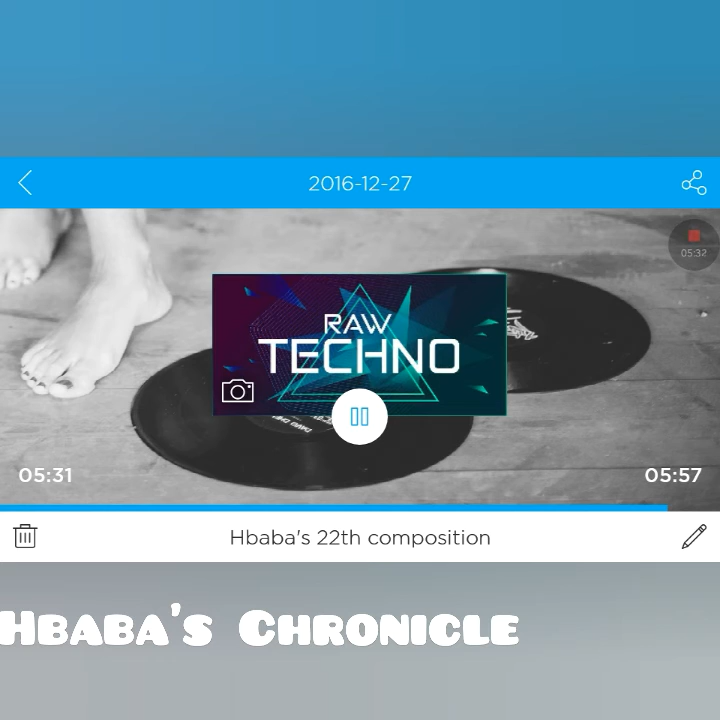 2016-12-27
05:32
RAW
TECHNO
05:31
05:57
Hbaba's 22th composition
Hbaba's Chronicle